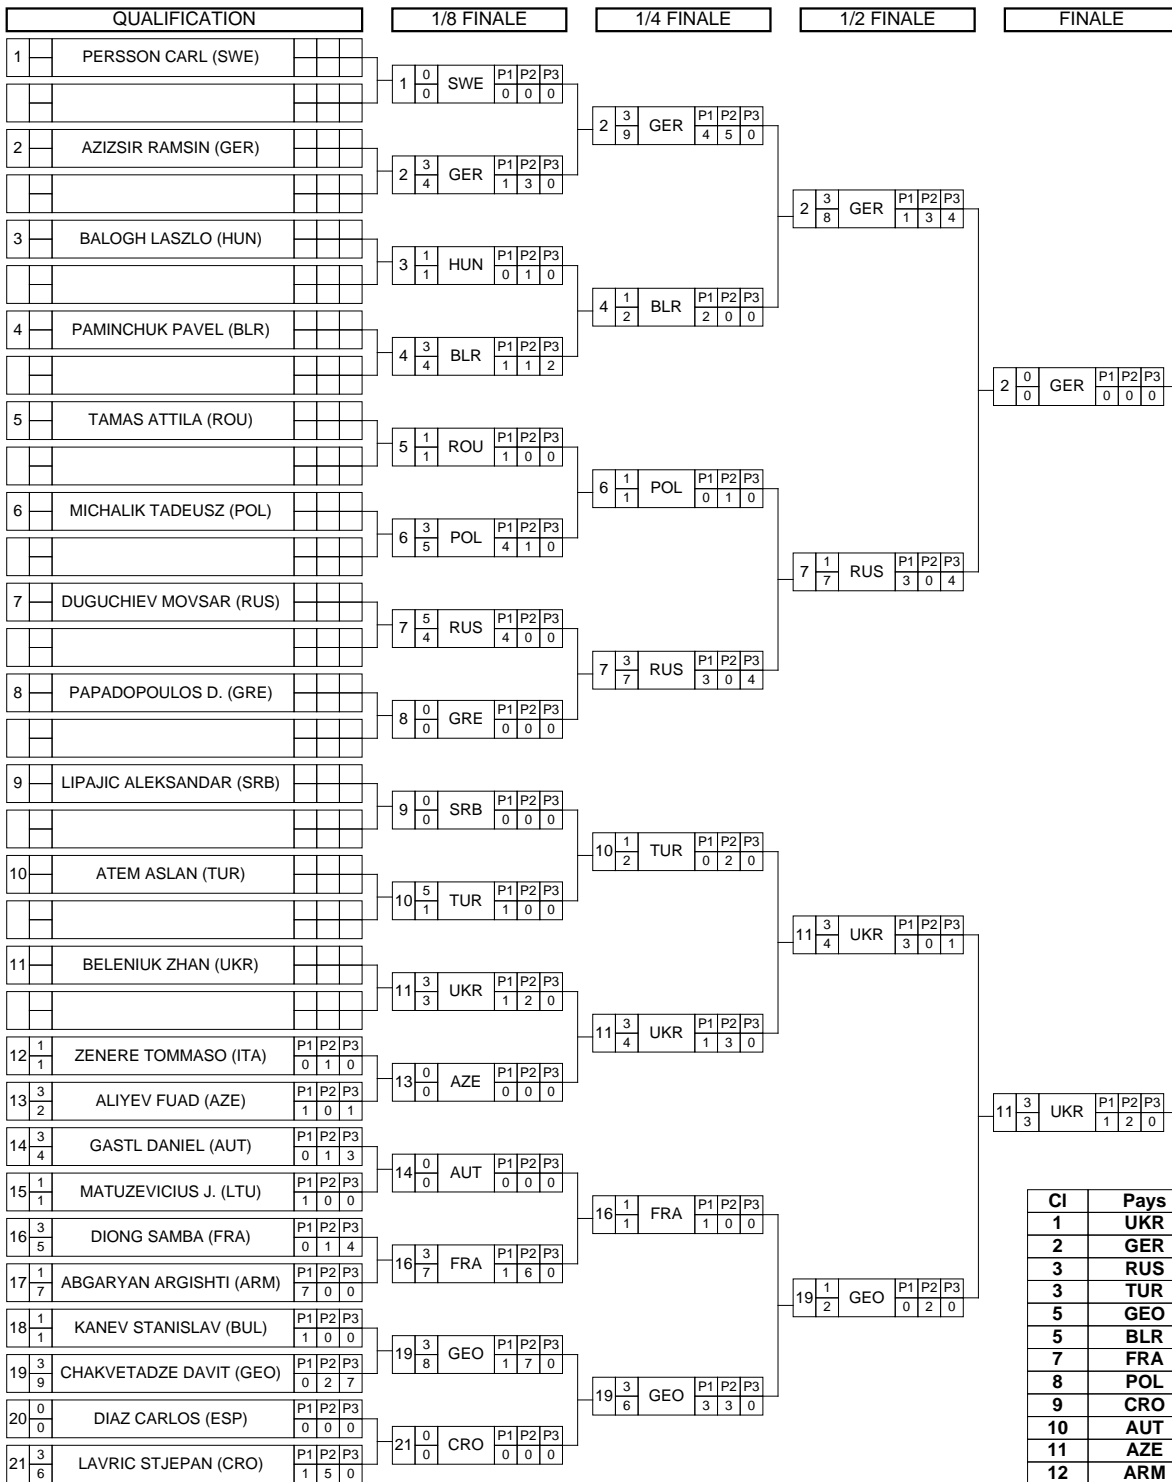 QUALIFICATION 1/8 FINALE 1/4 FINALE 1/2 FINALE FINALE
1 PERSSON CARL (SWE)
2 AZIZSIR RAMSIN (GER)
3 BALOGH LASZLO (HUN)
4 PAMINCHUK PAVEL (BLR)
5 TAMAS ATTILA (ROU)
6 MICHALIK TADEUSZ (POL)
7 DUGUCHIEV MOVSAR (RUS)
8 PAPADOPOULOS D. (GRE)
9 LIPAJIC ALEKSANDAR (SRB)
10 ATEM ASLAN (TUR)
11 BELENIUK ZHAN (UKR)
12 1 ZENERE TOMMASO (ITA) P1 P2 P3
1 0 1 0
13 3 ALIYEV FUAD (AZE) P1 P2 P3
2 1 0 1
14 3 GASTL DANIEL (AUT) P1 P2 P3
4 0 1 3
15 1 MATUZEVICIUS J. (LTU) P1 P2 P3
1 1 0 0
16 3 DIONG SAMBA (FRA) P1 P2 P3
5 0 1 4
17 1 ABGARYAN ARGISHTI (ARM) P1 P2 P3
7 7 0 0
18 1 KANEV STANISLAV (BUL) P1 P2 P3
1 1 0 0
19 3 CHAKVETADZE DAVIT (GEO) P1 P2 P3
9 0 2 7
20 0 DIAZ CARLOS (ESP) P1 P2 P3
0 0 0 0
21 3 LAVRIC STJEPAN (CRO) P1 P2 P3
6 1 5 0
1 0 SWE P1 P2 P3
0 0 0 0
2 3 GER P1 P2 P3
4 1 3 0
3 1 HUN P1 P2 P3
1 0 1 0
4 3 BLR P1 P2 P3
4 1 1 2
5 1 ROU P1 P2 P3
1 1 0 0
6 3 POL P1 P2 P3
5 4 1 0
7 5 RUS P1 P2 P3
4 4 0 0
8 0 GRE P1 P2 P3
0 0 0 0
9 0 SRB P1 P2 P3
0 0 0 0
10 5 TUR P1 P2 P3
1 1 0 0
11 3 UKR P1 P2 P3
3 1 2 0
13 0 AZE P1 P2 P3
0 0 0 0
14 0 AUT P1 P2 P3
0 0 0 0
16 3 FRA P1 P2 P3
7 1 6 0
19 3 GEO P1 P2 P3
8 1 7 0
21 0 CRO P1 P2 P3
0 0 0 0
2 3 GER P1 P2 P3
9 4 5 0
4 1 BLR P1 P2 P3
2 2 0 0
6 1 POL P1 P2 P3
1 0 1 0
7 3 RUS P1 P2 P3
7 3 0 4
10 1 TUR P1 P2 P3
2 0 2 0
11 3 UKR P1 P2 P3
4 1 3 0
16 1 FRA P1 P2 P3
1 1 0 0
19 3 GEO P1 P2 P3
6 3 3 0
2 3 GER P1 P2 P3
8 1 3 4
7 1 RUS P1 P2 P3
7 3 0 4
11 3 UKR P1 P2 P3
4 3 0 1
19 1 GEO P1 P2 P3
2 0 2 0
2 0 GER P1 P2 P3
0 0 0 0
11 3 UKR P1 P2 P3
3 1 2 0
Cl Pays
1 UKR
2 GER
3 RUS
3 TUR
5 GEO
5 BLR
7 FRA
8 POL
9 CRO
10 AUT
11 AZE
12 ARM